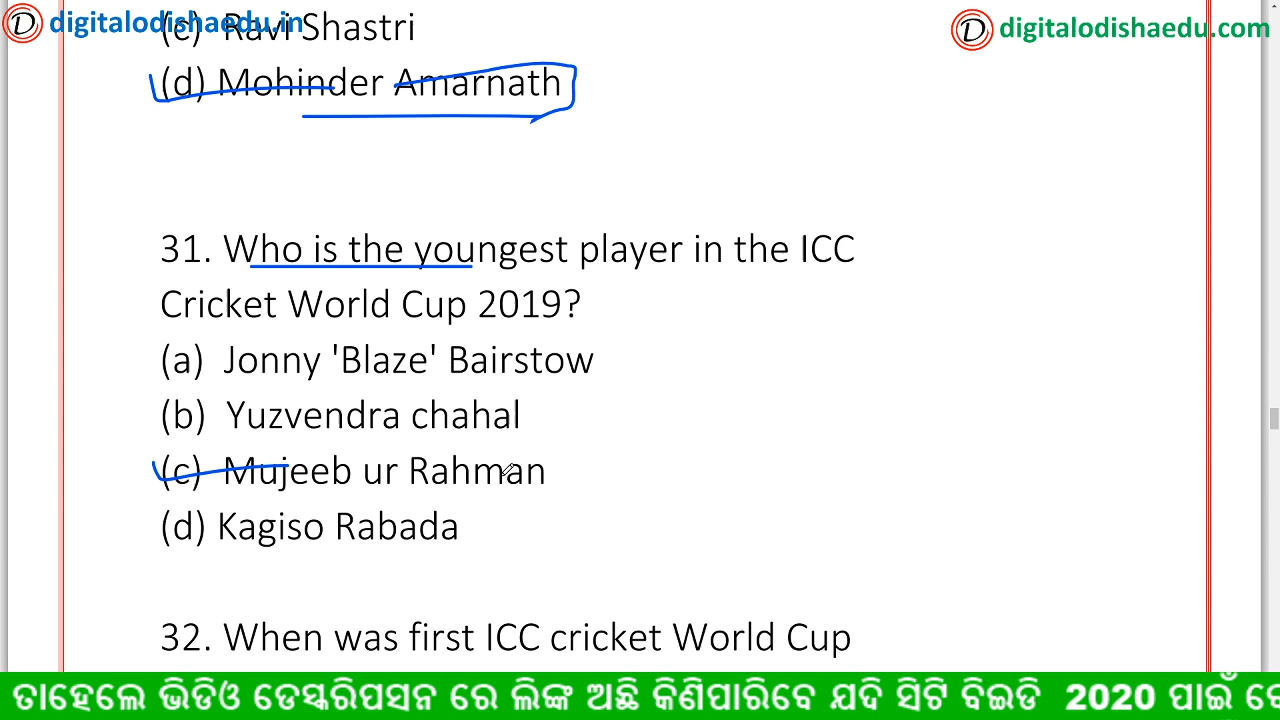 digitalodishaedu.in
digitalodishaedu.com
(c) Ravi Shastri
(d) Mohinder Amarnath
31. Who is the youngest player in the ICC
Cricket World Cup 2019?
(a) Jonny 'Blaze' Bairstow
(b) Yuzvendra chahal
(c) Mujeeb ur Rahman
(d) Kagiso Rabada
32. When was first ICC cricket World Cup
ତାହେଲେ ଭିଡିଓ ଡେସ୍କରିପସନ ରେ ଲିଙ୍କ ଅଛି କିଣିପାରିବେ ଯଦି ସିଟି ବିଇଡି 2020 ପାଇଁ